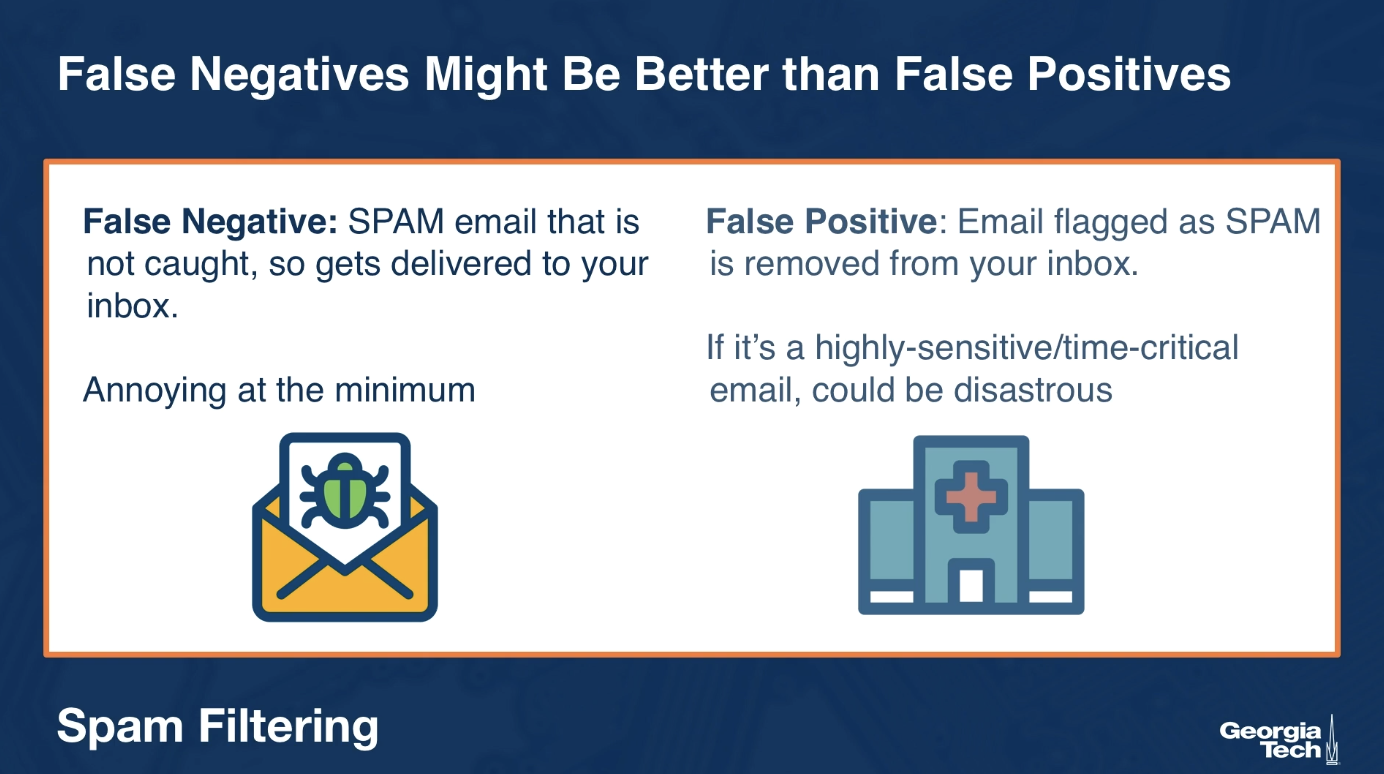 False Negatives Might Be Better than False Positives
False Negative: SPAM email that is
not caught, so gets delivered to your
inbox.
Annoying at the minimum
False Positive: Email flagged as SPAM
is removed from your inbox.
If it’s a highly-sensitive/time-critical
email, could be disastrous
Spam Filtering
Georgia
Tech